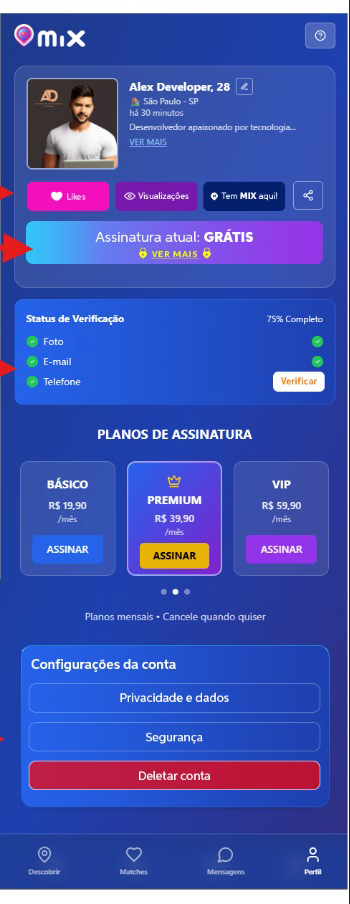 mix
Alex Developer, 28
São Paulo - SP
há 30 minutos
Desenvolvedor apaixonado por tecnologia...
VER MAIS
AD
Likes
Visualizações
Tem MIX aqui!
Assinatura atual: GRÁTIS
VER MAIS
Status de Verificação
75% Completo
Foto
E-mail
Telefone
Verificar
PLANOS DE ASSINATURA
BÁSICO
R$ 19,90
/mês
ASSINAR
PREMIUM
R$ 39,90
/mês
ASSINAR
VIP
R$ 59,90
/mês
ASSINAR
Planos mensais • Cancele quando quiser
Configurações da conta
Privacidade e dados
Segurança
Deletar conta
Descobrir
Matches
Mensagens
Perfil